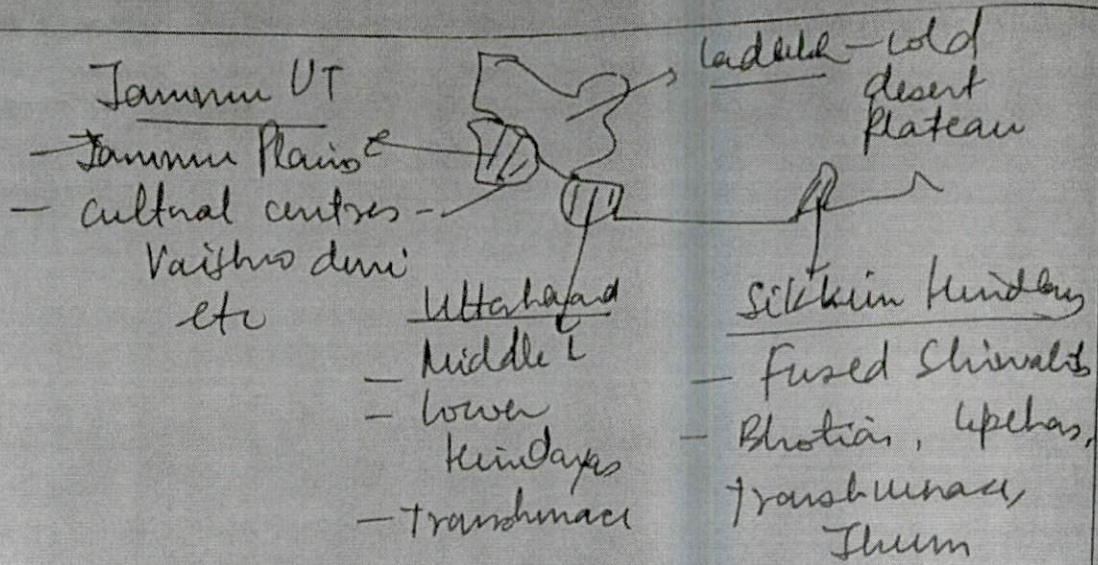 Jammu UT
- Jammu Plains
- Cultural centres -
Vaishno devi
etc
Ladakh - Cold
desert
Plateau
Uttarakhand
- Middle
- Lower
Himalayas
- Transhumance
Sikkim Himalayas
- Fused Shiwaliks
- Bhotias, Lepchas,
transhumance,
Jhum